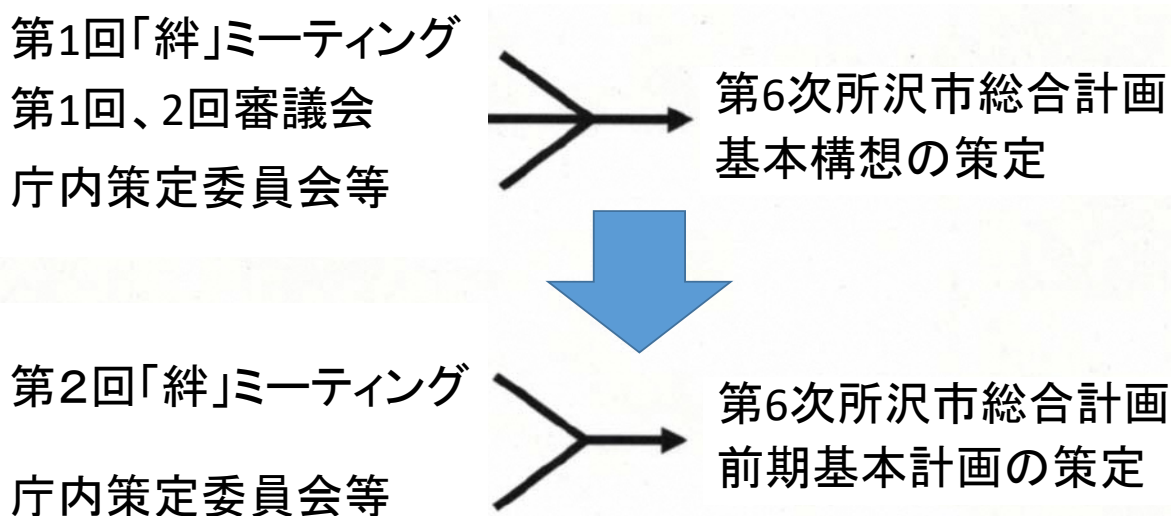 第1回「絆」ミーティング
第1回、2回審議会
庁内策定委員会等
第6次所沢市総合計画
基本構想の策定
第２回「絆」ミーティング
庁内策定委員会等
第6次所沢市総合計画
前期基本計画の策定